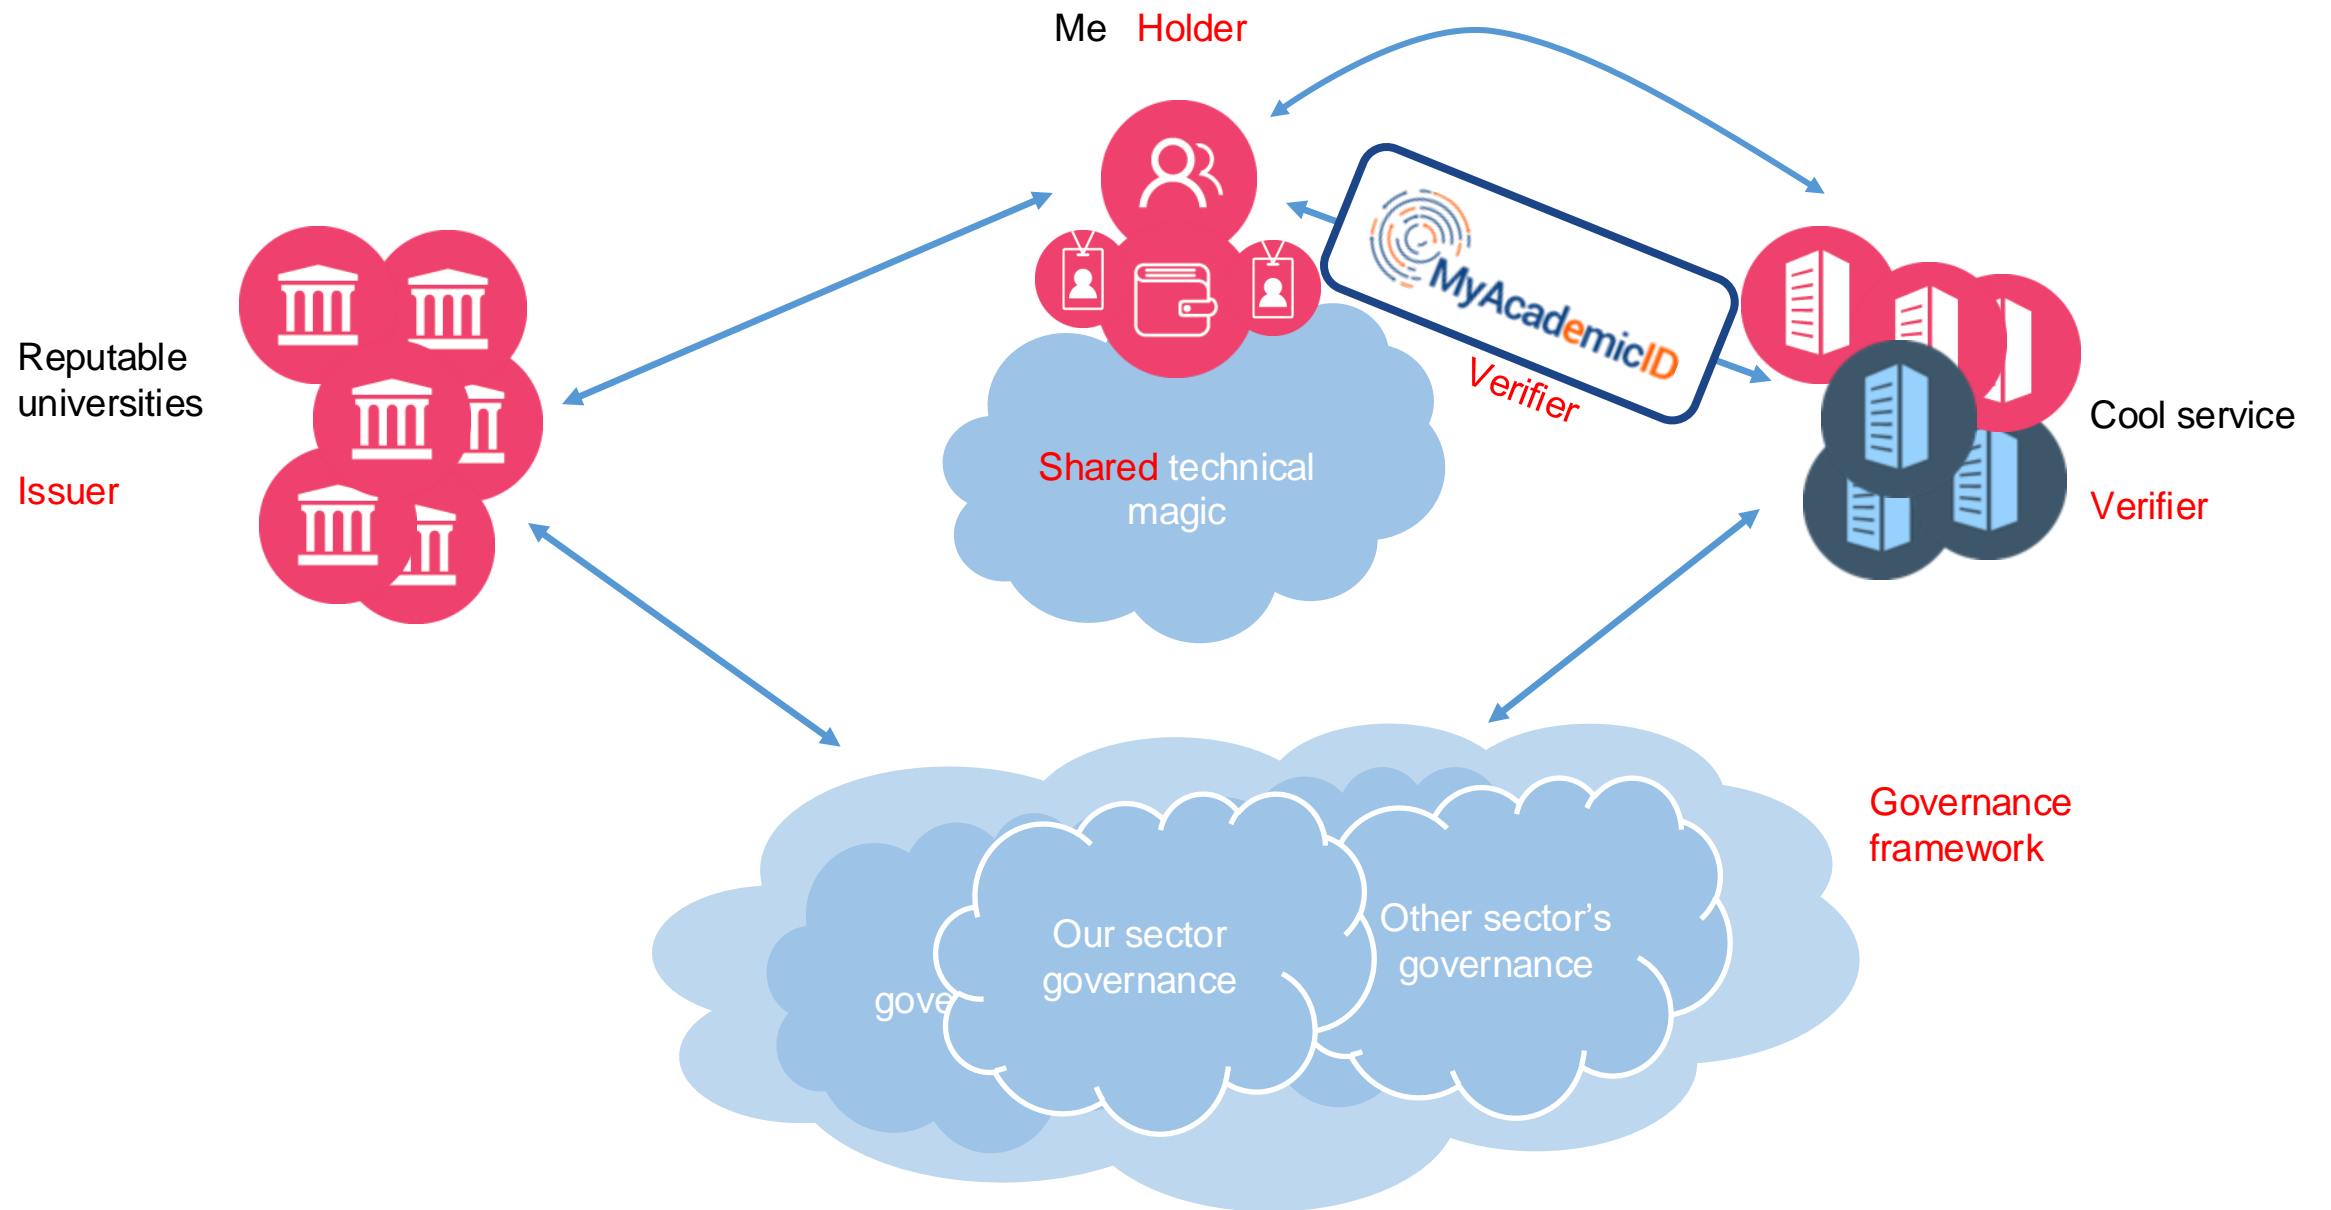 Me Holder
MyAcademicID
Verifier
Reputable
universities
Issuer
Shared technical
magic
Cool service
Verifier
Governance
framework
Our sector
governance
Other sector’s
governance